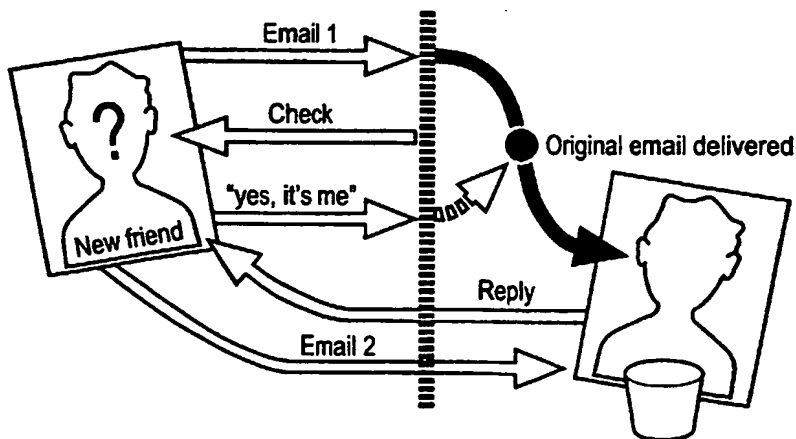 Email 1
Check
?
Original email delivered
"yes, it's me"
New friend
Reply
Email 2